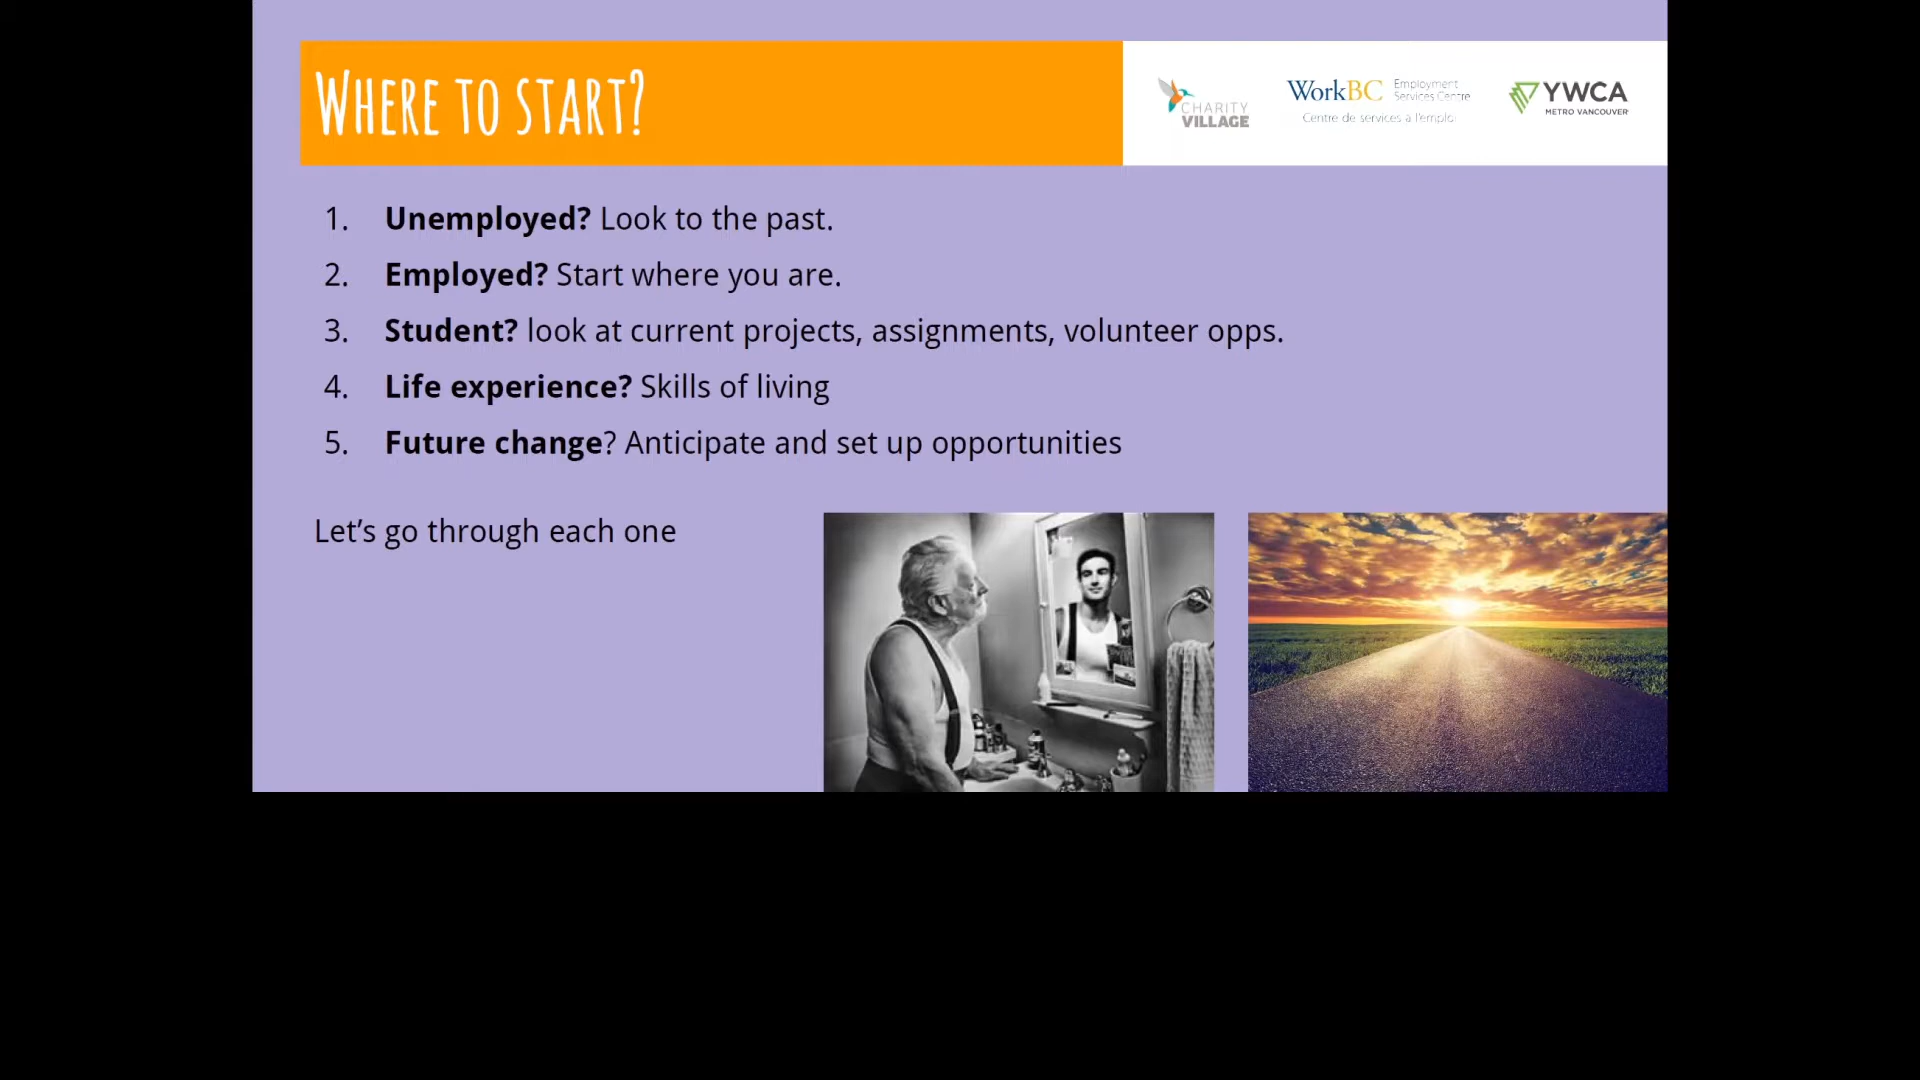 WHERE TO START?
CHARITY
VILLAGE
WorkBC
Employment
Services Centre
Centre de services à l'emploi
YWCA
METRO VANCOUVER
1. Unemployed? Look to the past.
2. Employed? Start where you are.
3. Student? look at current projects, assignments, volunteer opps.
4. Life experience? Skills of living
5. Future change? Anticipate and set up opportunities
Let’s go through each one